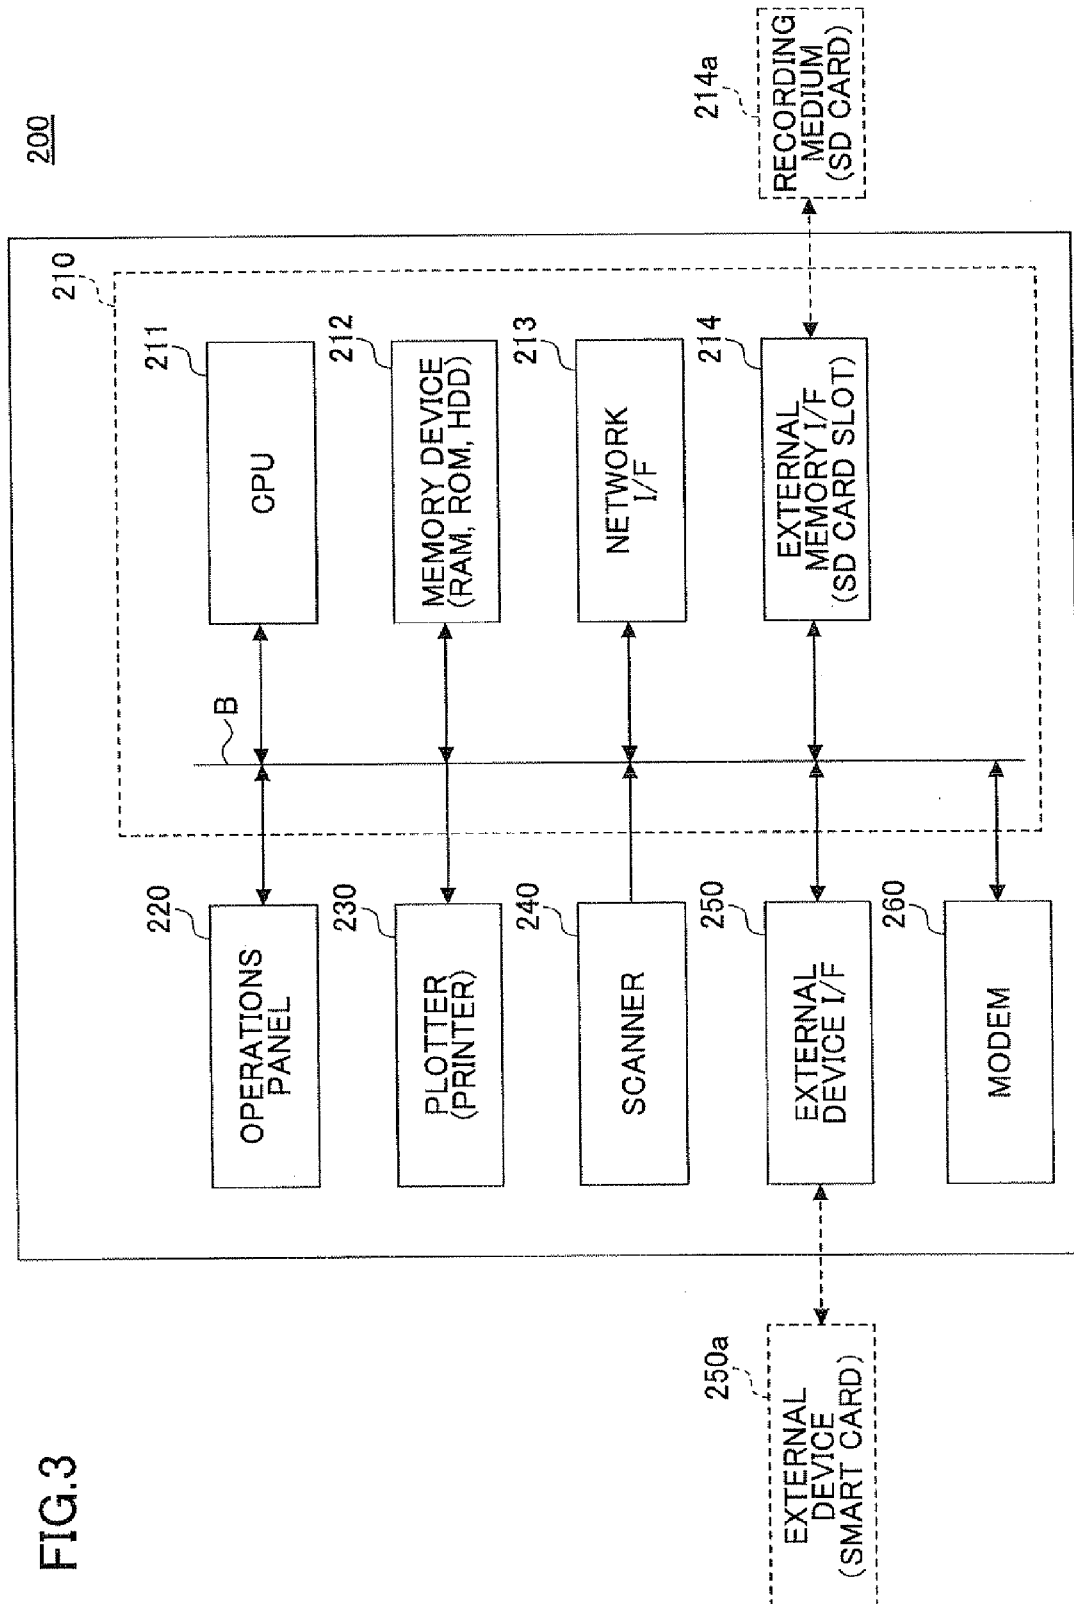 FIG.3
200
210
211
CPU
212
MEMORY DEVICE
(RAM, ROM, HDD)
213
NETWORK
I/F
214
EXTERNAL
MEMORY I/F
(SD CARD SLOT)
214a
RECORDING
MEDIUM
(SD CARD)
B
220
OPERATIONS
PANEL
230
PLOTTER
(PRINTER)
240
SCANNER
250
EXTERNAL
DEVICE I/F
260
MODEM
250a
EXTERNAL
DEVICE
(SMART CARD)